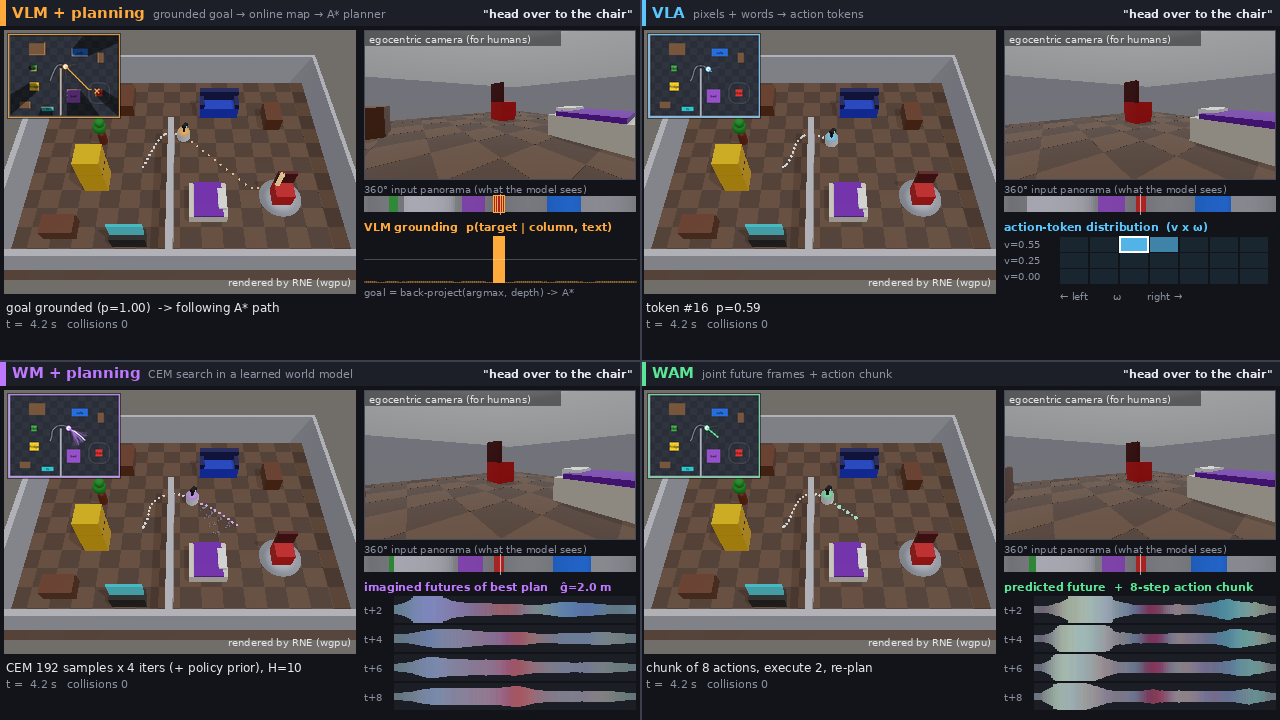 VLM + planning grounded goal → online map → A* planner "head over to the chair"
egocentric camera (for humans)
360° input panorama (what the model sees)
VLM grounding p(target | column, text)
goal = back-project(argmax, depth) -> A*
rendered by RNE (wgpu)
goal grounded (p=1.00) -> following A* path
t = 4.2 s collisions 0
VLA pixels + words → action tokens "head over to the chair"
egocentric camera (for humans)
360° input panorama (what the model sees)
action-token distribution (v x ω)
v=0.55
v=0.25
v=0.00
← left ω right →
rendered by RNE (wgpu)
token #16 p=0.59
t = 4.2 s collisions 0
WM + planning CEM search in a learned world model "head over to the chair"
egocentric camera (for humans)
360° input panorama (what the model sees)
imagined futures of best plan ĝ=2.0 m
t+2
t+4
t+6
t+8
rendered by RNE (wgpu)
CEM 192 samples x 4 iters (+ policy prior), H=10
t = 4.2 s collisions 0
WAM joint future frames + action chunk "head over to the chair"
egocentric camera (for humans)
360° input panorama (what the model sees)
predicted future + 8-step action chunk
t+2
t+4
t+6
t+8
rendered by RNE (wgpu)
chunk of 8 actions, execute 2, re-plan
t = 4.2 s collisions 0